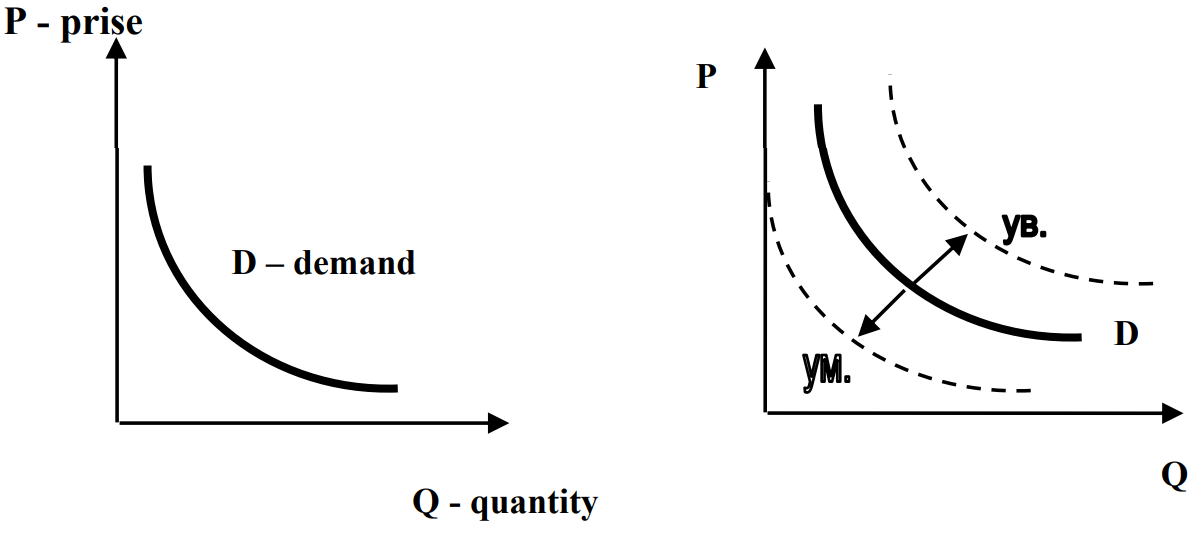 P - prise
D – demand
Q - quantity
P
ув.
D
ум.
Q